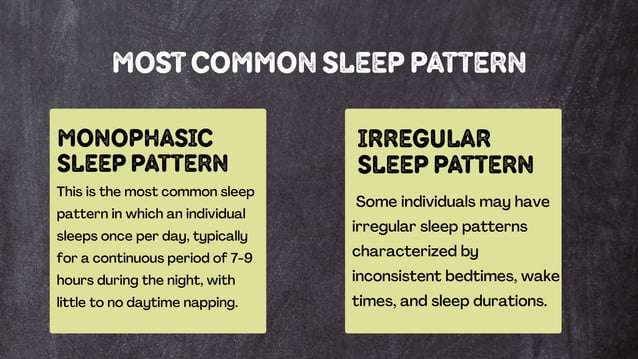 MOST COMMON SLEEP PATTERN
MONOPHASIC
SLEEP PATTERN
This is the most common sleep
pattern in which an individual
sleeps once per day, typically
for a continuous period of 7-9
hours during the night, with
little to no daytime napping.
IRREGULAR
SLEEP PATTERN
Some individuals may have
irregular sleep patterns
characterized by
inconsistent bedtimes, wake
times, and sleep durations.